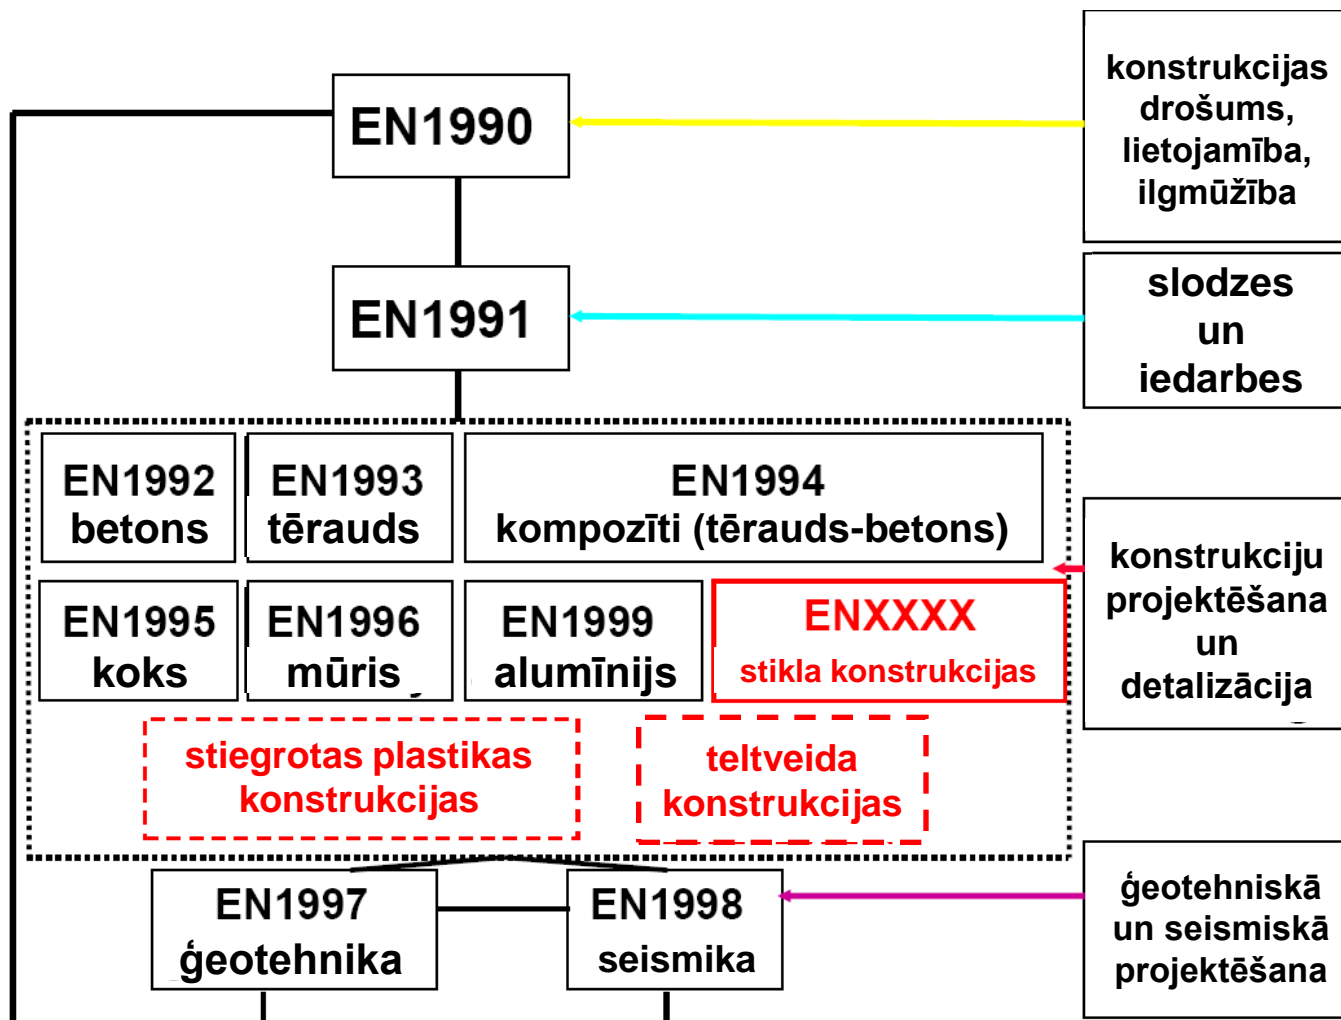 EN1990
konstrukcijas
drošums,
lietojamība,
ilgmūžība
EN1991
slodzes
un
iedarbes
EN1992
betons
EN1993
tērauds
EN1994
kompozīti (tērauds-betons)
EN1995
koks
EN1996
mūris
EN1999
alumīnijs
ENXXXX
stikla konstrukcijas
konstrukciju
projektēšana
un
detalizācija
stiegrotas plastikas
konstrukcijas
teltveida
konstrukcijas
EN1997
ģeotehnika
EN1998
seismika
ģeotehniskā
un seismiskā
projektēšana